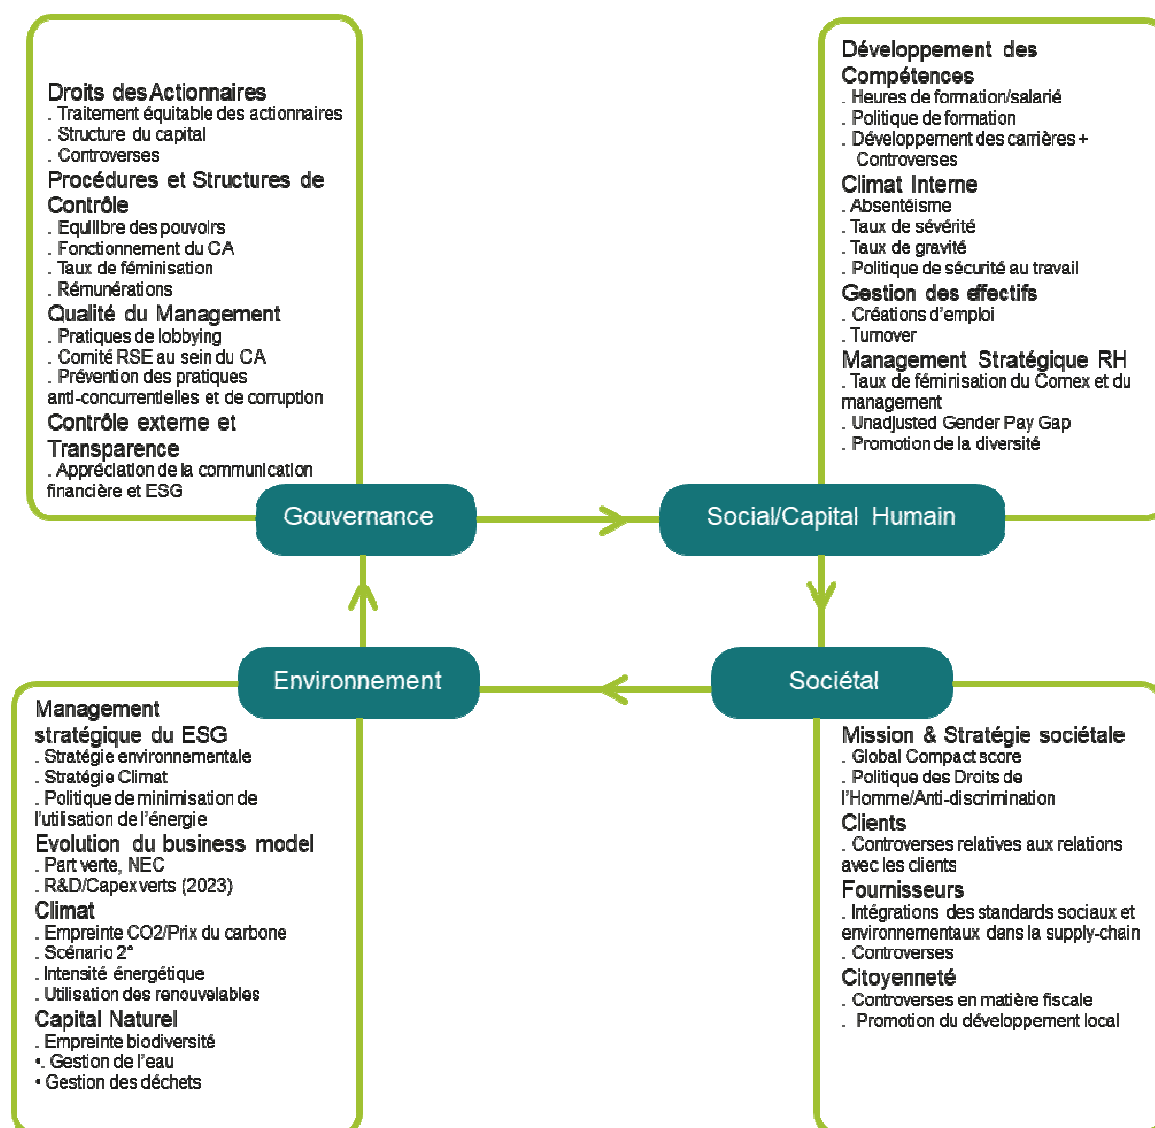 Droits des Actionnaires
. Traitement équitable des actionnaires
. Structure du capital
. Controverses
Procédures et Structures de
Contrôle
. Equilibre des pouvoirs
. Fonctionnement du CA
. Taux de féminisation
. Rémunérations
Qualité du Management
. Pratiques de lobbying
. Comité RSE au sein du CA
. Prévention des pratiques
anti-concurrentielles et de corruption
Contrôle externe et
Transparence
. Appréciation de la communication
financière et ESG
Gouvernance
Développement des
Compétences
. Heures de formation/salarié
. Politique de formation
. Développement des carrières +
Controverses
Climat Interne
. Absentéisme
. Taux de sévérité
. Taux de gravité
. Politique de sécurité au travail
Gestion des effectifs
. Créations d'emploi
. Turnover
Management Stratégique RH
. Taux de féminisation du Comex et du
management
. Unadjusted Gender Pay Gap
. Promotion de la diversité
Social/Capital Humain
Environnement
Management
stratégique du ESG
. Stratégie environnementale
. Stratégie Climat
. Politique de minimisation de
l'utilisation de l'énergie
Evolution du business model
. Part verte, NEC
. R&D/Capex verts (2023)
Climat
. Empreinte CO2/Prix du carbone
. Scénario 2°
. Intensité énergétique
. Utilisation des renouvelables
Capital Naturel
. Empreinte biodiversité
•. Gestion de l'eau
• Gestion des déchets
Sociétal
Mission & Stratégie sociétale
. Global Compact score
. Politique des Droits de
l'Homme/Anti-discrimination
Clients
. Controverses relatives aux relations
avec les clients
Fournisseurs
. Intégrations des standards sociaux et
environnementaux dans la supply-chain
. Controverses
Citoyenneté
. Controverses en matière fiscale
. Promotion du développement local